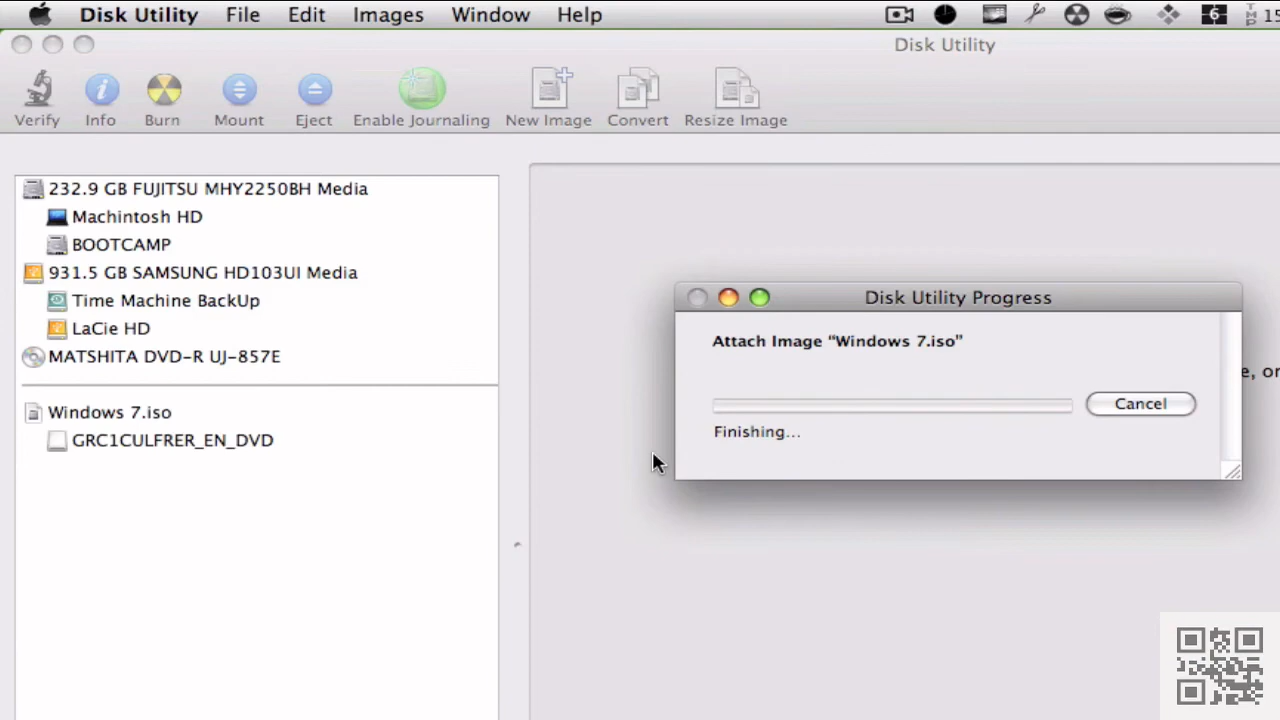 Disk Utility File Edit Images Window Help
Disk Utility
Verify Info Burn Mount Eject Enable Journaling New Image Convert Resize Image
232.9 GB FUJITSU MHY2250BH Media
Machintosh HD
BOOTCAMP
931.5 GB SAMSUNG HD103UI Media
Time Machine BackUp
LaCie HD
MATSHITA DVD-R UJ-857E
Windows 7.iso
GRC1CULFRER_EN_DVD
Disk Utility Progress
Attach Image “Windows 7.iso”
Cancel
Finishing...
e, or